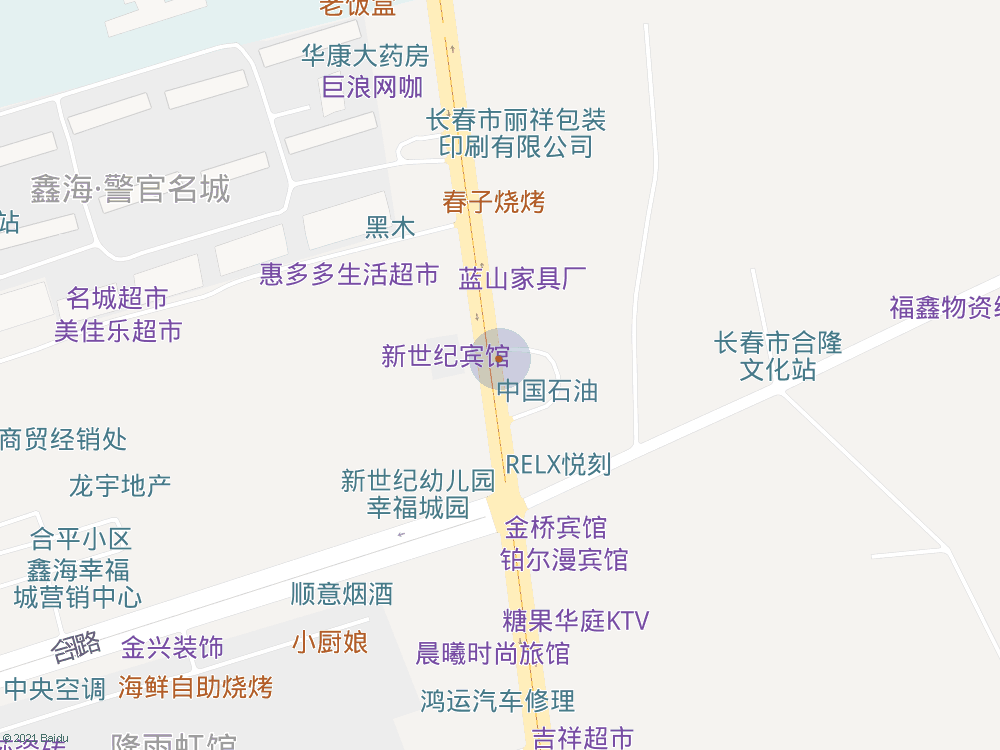 老饭盒
华康大药房
巨浪网咖
长春市丽祥包装
印刷有限公司
鑫海·警官名城
春子烧烤
站
黑木
惠多多生活超市
蓝山家具厂
名城超市
福鑫物资经
美佳乐超市
长春市合隆
文化站
新世纪宾馆
中国石油
商贸经销处
RELX悦刻
龙宇地产
新世纪幼儿园
幸福城园
金桥宾馆
合平小区
铂尔漫宾馆
鑫海幸福
城营销中心
顺意烟酒
糖果华庭KTV
小厨娘
合路
金兴装饰
晨曦时尚旅馆
中央空调
海鲜自助烧烤
鸿运汽车修理
吉祥超市
隆雨虹馆
© 2021 Baidu